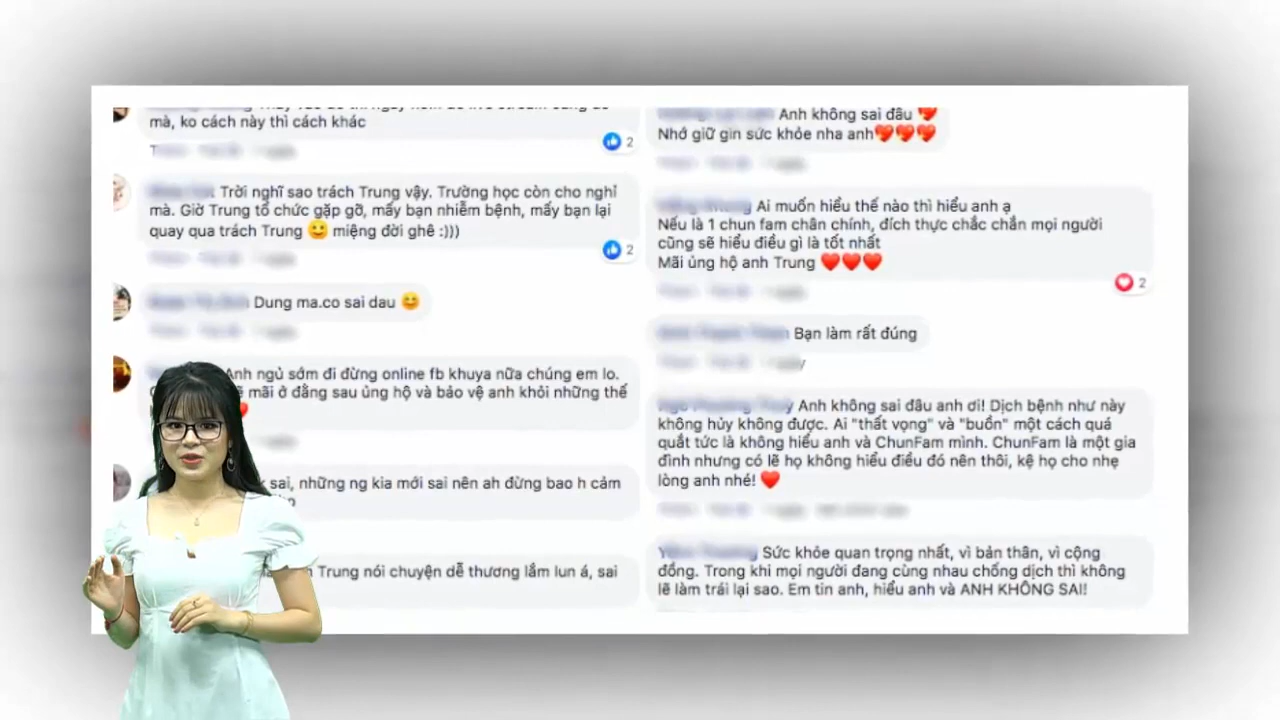 mà, ko cách này thì cách khác
2
Trời nghĩ sao trách Trung vậy. Trường học còn cho nghỉ
mà. Giờ Trung tổ chức gặp gỡ, mấy bạn nhiễm bệnh, mấy bạn lại
quay qua trách Trung 🙂 miệng đời ghê :)))
2
Dung ma.co sai dau 😊
Anh ngủ sớm đi đừng online fb khuya nữa chúng em lo.
mãi ở đằng sau ủng hộ và bảo vệ anh khỏi những thế
sai, những ng kia mới sai nên ah đừng bao h cảm
Trung nói chuyện dễ thương lắm lun á, sai
Anh không sai đâu ❤️
Nhớ giữ gìn sức khỏe nha anh❤️❤️❤️
Ai muốn hiểu thế nào thì hiểu anh ạ
Nếu là 1 chun fam chân chính, đích thực chắc chắn mọi người
cũng sẽ hiểu điều gì là tốt nhất
Mãi ủng hộ anh Trung ❤️❤️❤️
2
Bạn làm rất đúng
Anh không sai đâu anh ơi! Dịch bệnh như này
không hủy không được. Ai "thất vọng" và "buồn" một cách quá
quắt tức là không hiểu anh và ChunFam mình. ChunFam là một gia
đình nhưng có lẽ họ không hiểu điều đó nên thôi, kệ họ cho nhẹ
lòng anh nhé! ❤️
Sức khỏe quan trọng nhất, vì bản thân, vì cộng
đồng. Trong khi mọi người đang cùng nhau chống dịch thì không
lẽ làm trái lại sao. Em tin anh, hiểu anh và ANH KHÔNG SAI!